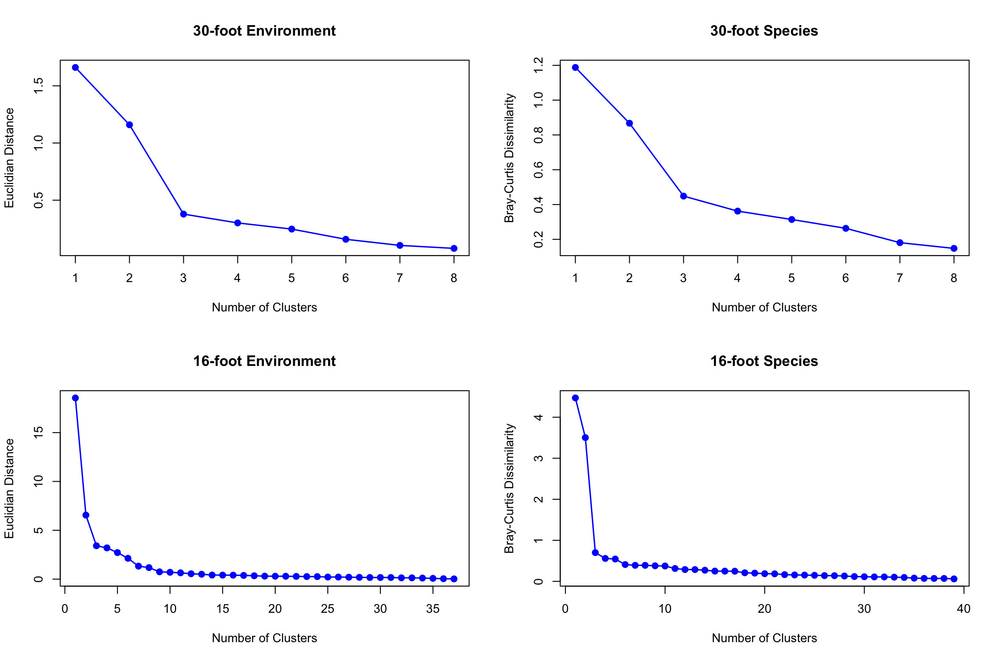 30-foot Environment
Euclidian Distance
1.5
1.0
0.5
1 2 3 4 5 6 7 8
Number of Clusters
30-foot Species
Bray-Curtis Dissimilarity
1.2
1.0
0.8
0.6
0.4
0.2
1 2 3 4 5 6 7 8
Number of Clusters
16-foot Environment
Euclidian Distance
15
10
5
0
0 5 10 15 20 25 30 35
Number of Clusters
16-foot Species
Bray-Curtis Dissimilarity
4
3
2
1
0
0 10 20 30 40
Number of Clusters